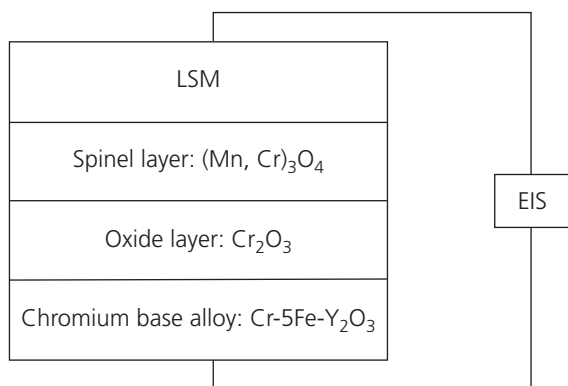 LSM
Spinel layer: (Mn, Cr)₃O₄
EIS
Oxide layer: Cr₂O₃
Chromium base alloy: Cr-5Fe-Y₂O₃